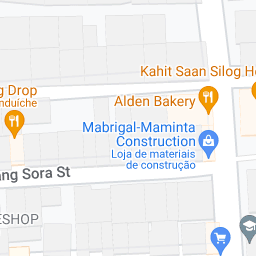 Kahit Saan Silog Ho
g Drop
nduíche
Alden Bakery
Mabrigal-Maminta
Construction
Loja de materiais
de construção
ang Sora St
ESHOP